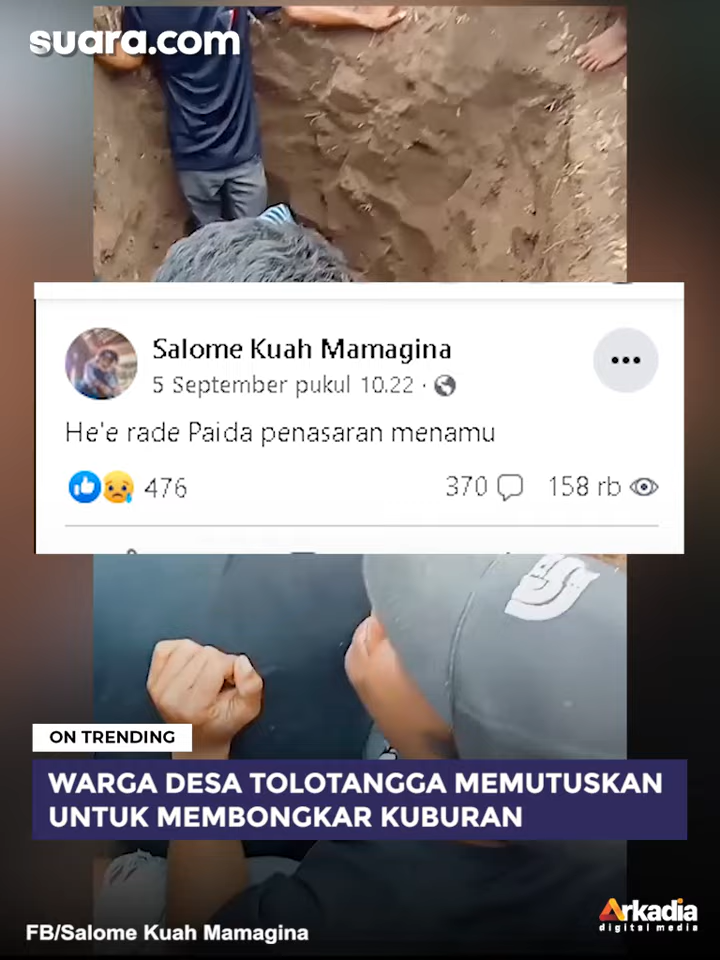 suara.com
Salome Kuah Mamagina
5 September pukul 10.22
He'e rade Paida penasaran menamu
476
370
158 rb
ON TRENDING
WARGA DESA TOLOTANGGA MEMUTUSKAN
UNTUK MEMBONGKAR KUBURAN
FB/Salome Kuah Mamagina
Arkadia
digital media